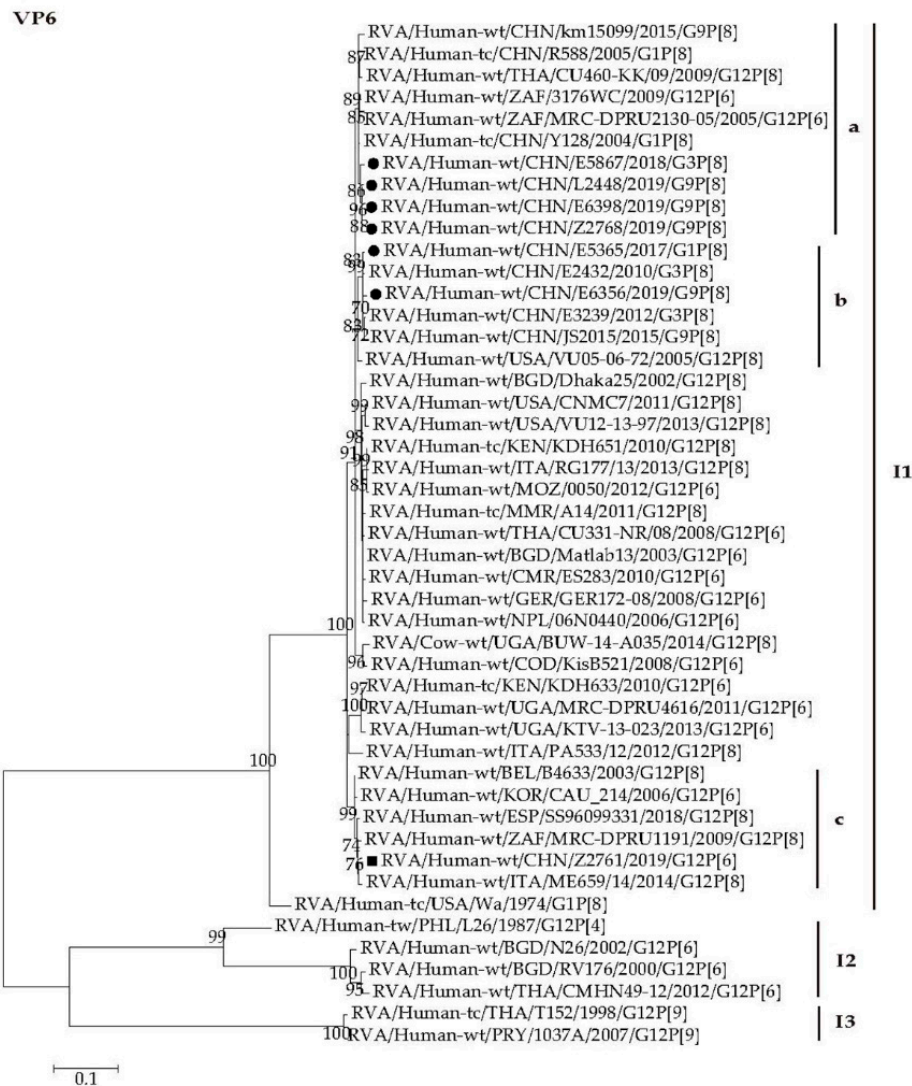 VP6
RVA/Human-wt/CHN/km15099/2015/G9P[8]
87
RVA/Human-tc/CHN/R588/2005/G1P[8]
RVA/Human-wt/THA/CU460-KK/09/2009/G12P[8]
89
RVA/Human-wt/ZAF/3176WC/2009/G12P[6]
85
RVA/Human-wt/ZAF/MRC-DPRU2130-05/2005/G12P[6]
a
RVA/Human-tc/CHN/Y128/2004/G1P[8]
RVA/Human-wt/CHN/E5867/2018/G3P[8]
86
RVA/Human-wt/CHN/L2448/2019/G9P[8]
96
RVA/Human-wt/CHN/E6398/2019/G9P[8]
88
RVA/Human-wt/CHN/Z2768/2019/G9P[8]
RVA/Human-wt/CHN/E5365/2017/G1P[8]
99
RVA/Human-wt/CHN/E2432/2010/G3P[8]
RVA/Human-wt/CHN/E6356/2019/G9P[8]
b
70
RVA/Human-wt/CHN/E3239/2012/G3P[8]
83
72
RVA/Human-wt/CHN/JS2015/2015/G9P[8]
RVA/Human-wt/USA/VU05-06-72/2005/G12P[8]
RVA/Human-wt/BGD/Dhaka25/2002/G12P[8]
99
RVA/Human-wt/USA/CNMC7/2011/G12P[8]
RVA/Human-wt/USA/VU12-13-97/2013/G12P[8]
98
RVA/Human-tc/KEN/KDH651/2010/G12P[8]
91
99
RVA/Human-wt/ITA/RG177/13/2013/G12P[8]
I1
85
RVA/Human-wt/MOZ/0050/2012/G12P[6]
RVA/Human-tc/MMR/A14/2011/G12P[8]
RVA/Human-wt/THA/CU331-NR/08/2008/G12P[6]
RVA/Human-wt/BGD/Matlab13/2003/G12P[6]
RVA/Human-wt/CMR/ES283/2010/G12P[6]
RVA/Human-wt/GER/GER172-08/2008/G12P[6]
RVA/Human-wt/NPL/06N0440/2006/G12P[6]
100
RVA/Cow-wt/UGA/BUW-14-A035/2014/G12P[8]
96
RVA/Human-wt/COD/KisB521/2008/G12P[6]
97
RVA/Human-tc/KEN/KDH633/2010/G12P[6]
100
RVA/Human-wt/UGA/MRC-DPRU4616/2011/G12P[6]
RVA/Human-wt/UGA/KTV-13-023/2013/G12P[6]
RVA/Human-wt/ITA/PA533/12/2012/G12P[8]
100
RVA/Human-wt/BEL/B4633/2003/G12P[8]
RVA/Human-wt/KOR/CAU_214/2006/G12P[6]
c
99
RVA/Human-wt/ESP/SS96099331/2018/G12P[8]
RVA/Human-wt/ZAF/MRC-DPRU1191/2009/G12P[8]
74
76
RVA/Human-wt/CHN/Z2761/2019/G12P[6]
RVA/Human-wt/ITA/ME659/14/2014/G12P[8]
RVA/Human-tc/USA/Wa/1974/G1P[8]
RVA/Human-tw/PHL/L26/1987/G12P[4]
99
RVA/Human-wt/BGD/N26/2002/G12P[6]
I2
100
RVA/Human-wt/BGD/RV176/2000/G12P[6]
95
RVA/Human-wt/THA/CMHN49-12/2012/G12P[6]
RVA/Human-tc/THA/T152/1998/G12P[9]
I3
100
RVA/Human-wt/PRY/1037A/2007/G12P[9]
0.1